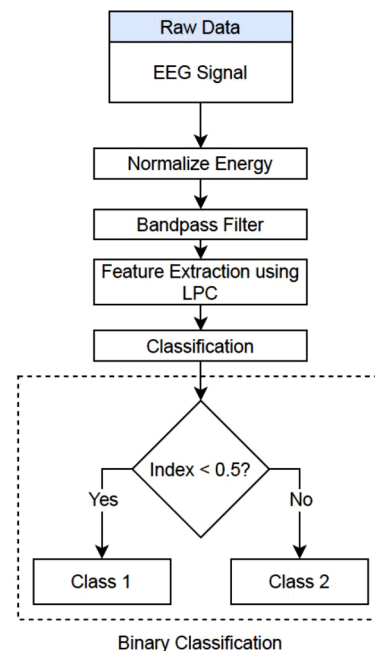 Raw Data
EEG Signal
Normalize Energy
Bandpass Filter
Feature Extraction using
LPC
Classification
Index < 0.5?
Yes
No
Class 1
Class 2
Binary Classification